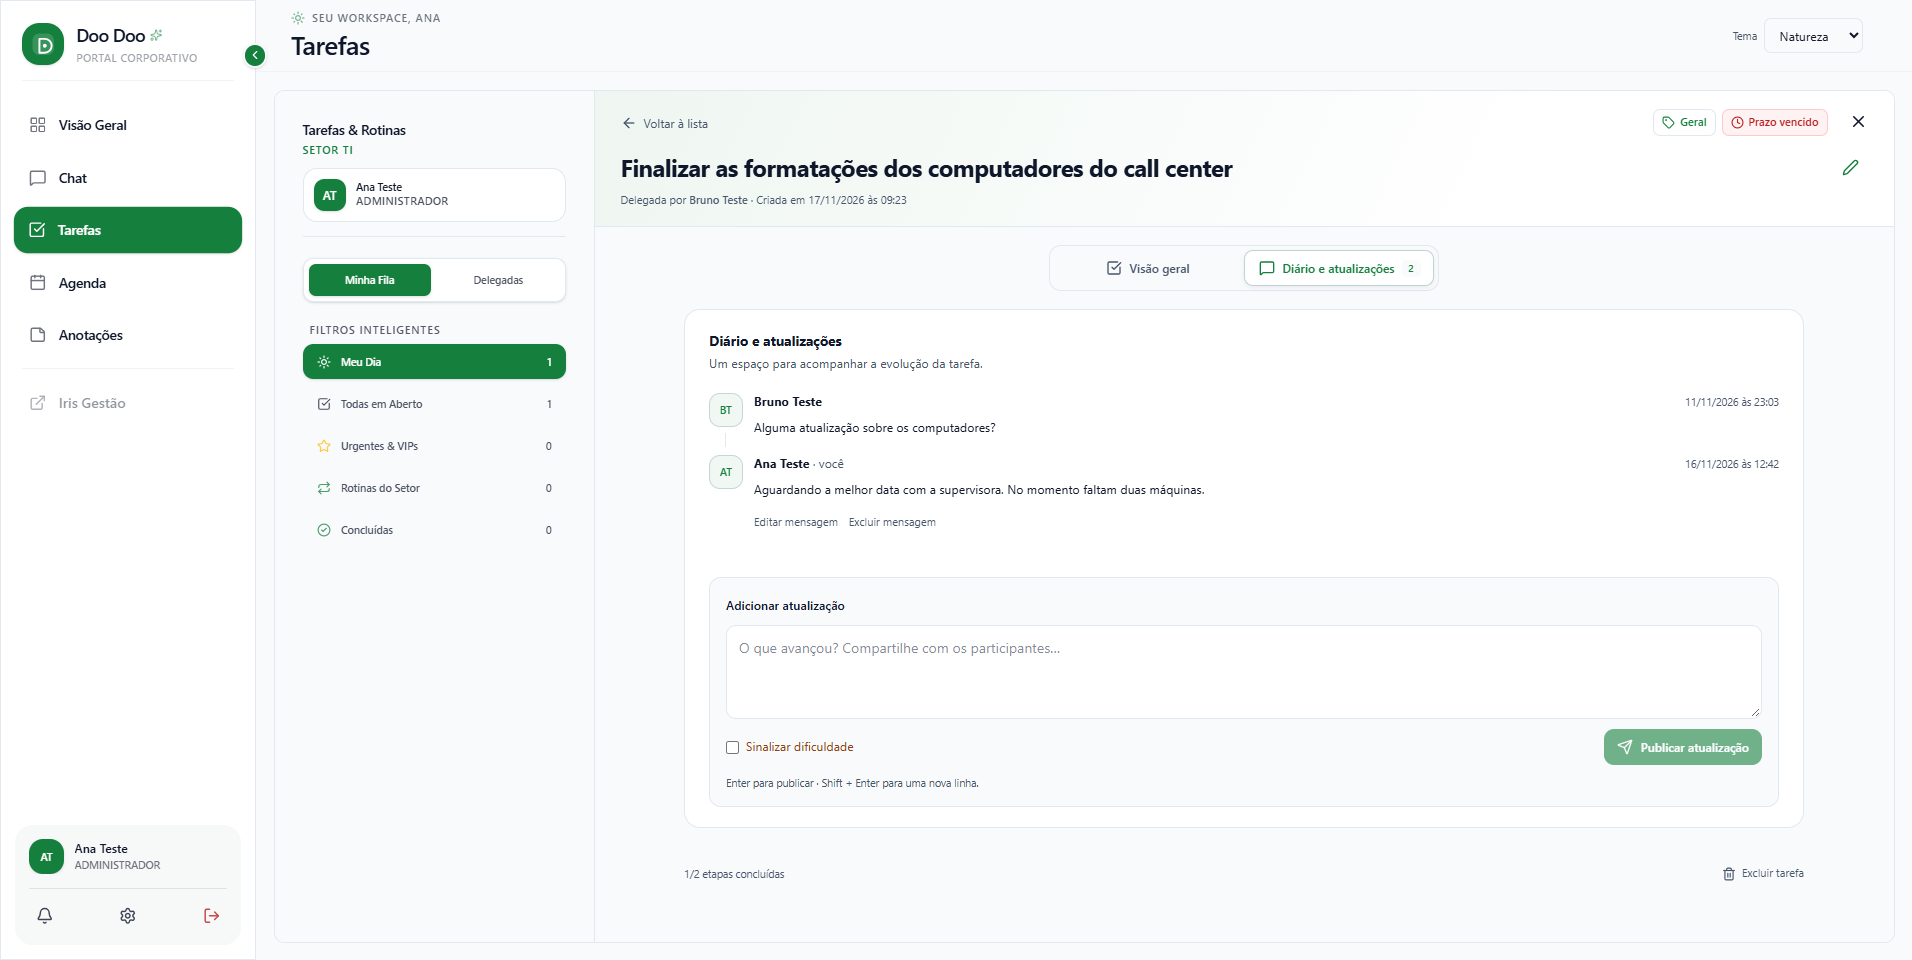 Doo Doo
PORTAL CORPORATIVO
Visão Geral
Chat
Tarefas
Agenda
Anotações
Iris Gestão
AT
Ana Teste
ADMINISTRADOR
SEU WORKSPACE, ANA
Tarefas
Tema
Natureza
Tarefas & Rotinas
SETOR TI
AT
Ana Teste
ADMINISTRADOR
Minha Fila
Delegadas
FILTROS INTELIGENTES
Meu Dia 1
Todas em Aberto 1
Urgentes & VIPs 0
Rotinas do Setor 0
Concluídas 0
Voltar à lista
Geral
Prazo vencido
Finalizar as formatações dos computadores do call center
Delegada por Bruno Teste · Criada em 17/11/2026 às 09:23
Visão geral
Diário e atualizações 2
Diário e atualizações
Um espaço para acompanhar a evolução da tarefa.
BT
Bruno Teste 11/11/2026 às 23:03
Alguma atualização sobre os computadores?
AT
Ana Teste · você 16/11/2026 às 12:42
Aguardando a melhor data com a supervisora. No momento faltam duas máquinas.
Editar mensagem Excluir mensagem
Adicionar atualização
O que avançou? Compartilhe com os participantes...
Sinalizar dificuldade
Publicar atualização
Enter para publicar · Shift + Enter para uma nova linha.
1/2 etapas concluídas
Excluir tarefa